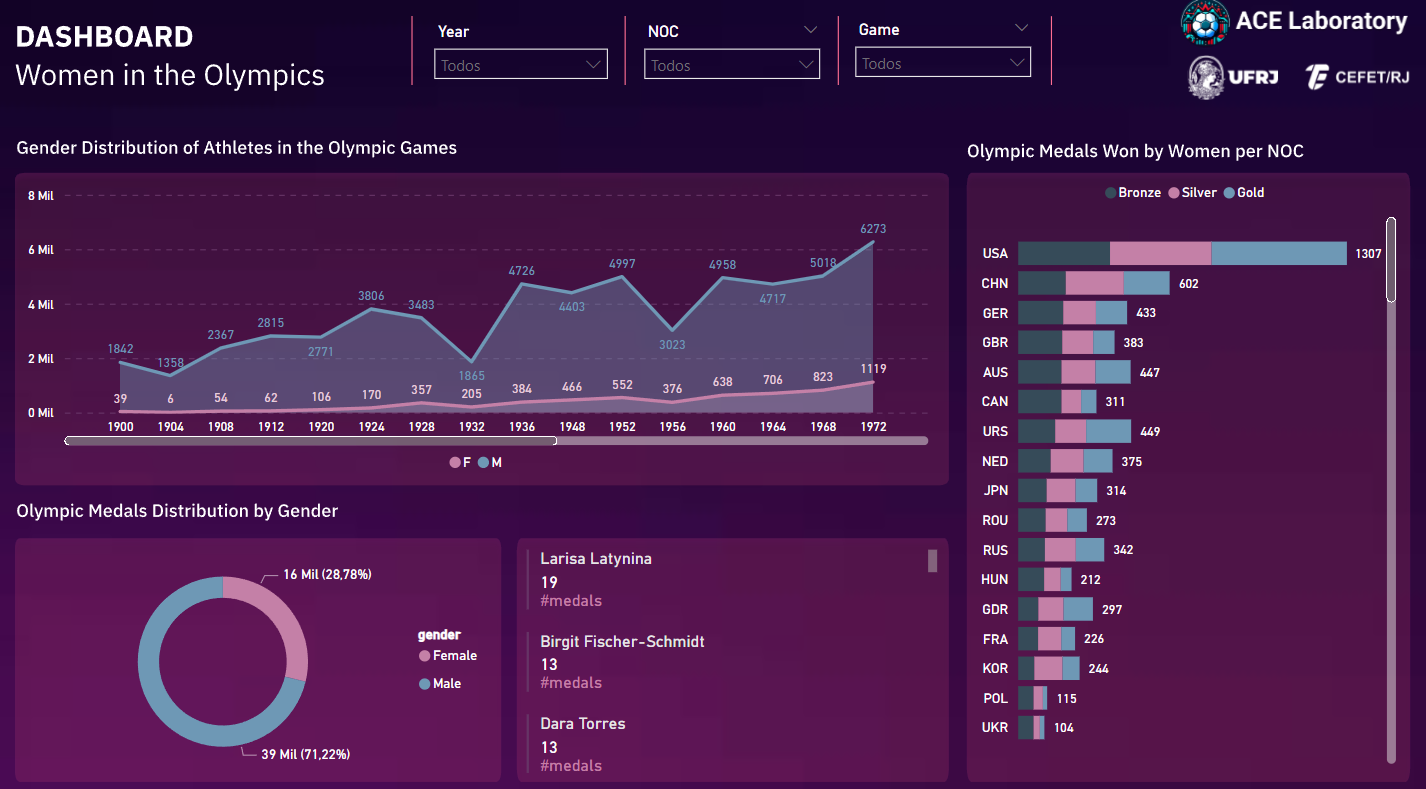 DASHBOARD
Women in the Olympics
Year
Todos
NOC
Todos
Game
Todos
ACE Laboratory
UFRJ
CEFET/RJ
Gender Distribution of Athletes in the Olympic Games
8 Mil
6 Mil
4 Mil
2 Mil
0 Mil
1842
1358
2367
2815
2771
3806
3483
1865
4726
4403
4997
3023
4958
4717
5018
6273
39
6
54
62
106
170
357
205
384
466
552
376
638
706
823
1119
1900 1904 1908 1912 1920 1924 1928 1932 1936 1948 1952 1956 1960 1964 1968 1972
F M
Olympic Medals Distribution by Gender
16 Mil (28,78%)
39 Mil (71,22%)
gender
Female
Male
Larisa Latynina
19
#medals
Birgit Fischer-Schmidt
13
#medals
Dara Torres
13
#medals
Olympic Medals Won by Women per NOC
Bronze Silver Gold
USA 1307
CHN 602
GER 433
GBR 383
AUS 447
CAN 311
URS 449
NED 375
JPN 314
ROU 273
RUS 342
HUN 212
GDR 297
FRA 226
KOR 244
POL 115
UKR 104